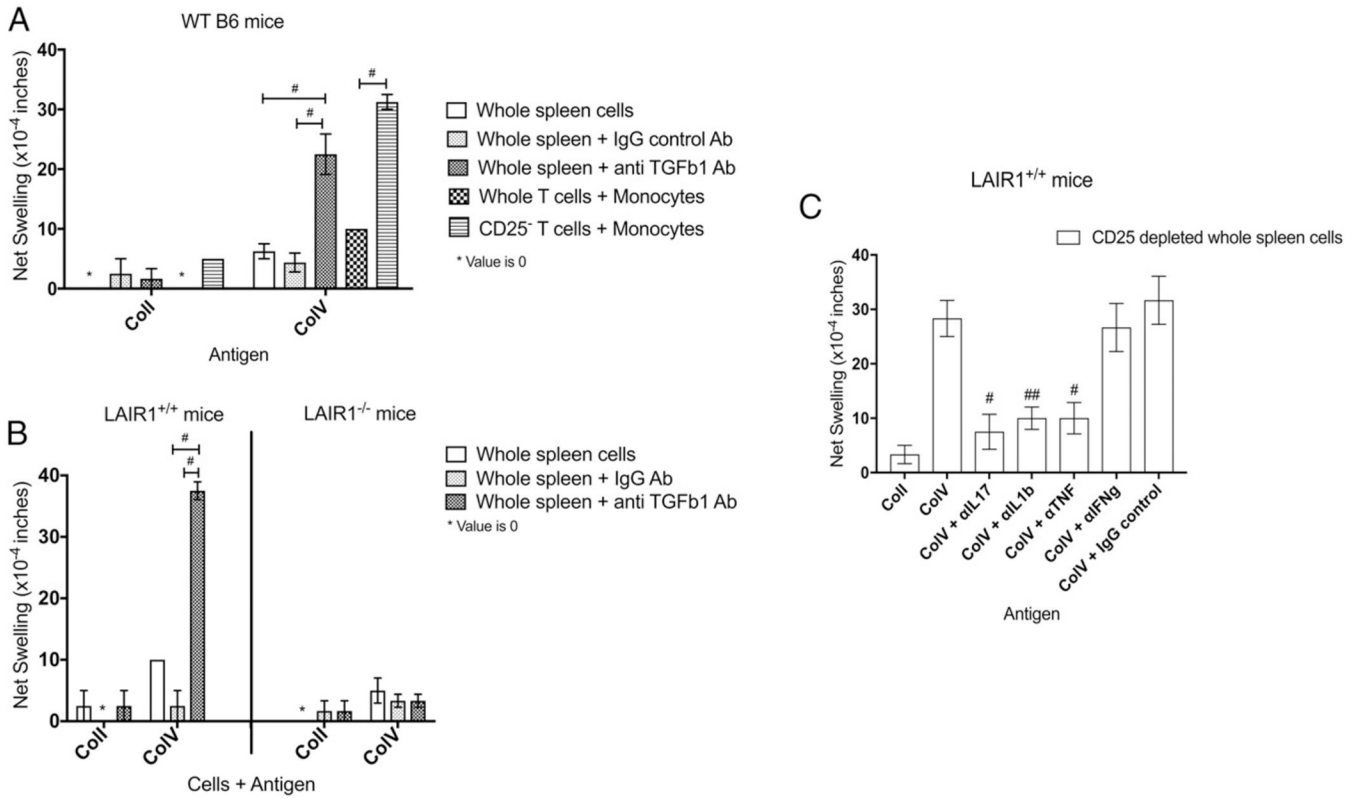 A
WT B6 mice
Net Swelling (x10⁻⁴ inches)
40
30
20
10
0
#
#
#
*
*
ColI
ColV
Antigen
Whole spleen cells
Whole spleen + IgG control Ab
Whole spleen + anti TGFb1 Ab
Whole T cells + Monocytes
CD25⁻ T cells + Monocytes
* Value is 0
B
LAIR1⁺/⁺ mice
LAIR1⁻/⁻ mice
Net Swelling (x10⁻⁴ inches)
40
30
20
10
0
#
#
*
*
ColI
ColV
ColI
ColV
Cells + Antigen
Whole spleen cells
Whole spleen + IgG Ab
Whole spleen + anti TGFb1 Ab
* Value is 0
C
LAIR1⁺/⁺ mice
CD25 depleted whole spleen cells
Net Swelling (x10⁻⁴ inches)
40
30
20
10
0
#
##
#
ColI
ColV
ColV + αIL17
ColV + αIL1b
ColV + αTNF
ColV + αIFNg
ColV + IgG control
Antigen